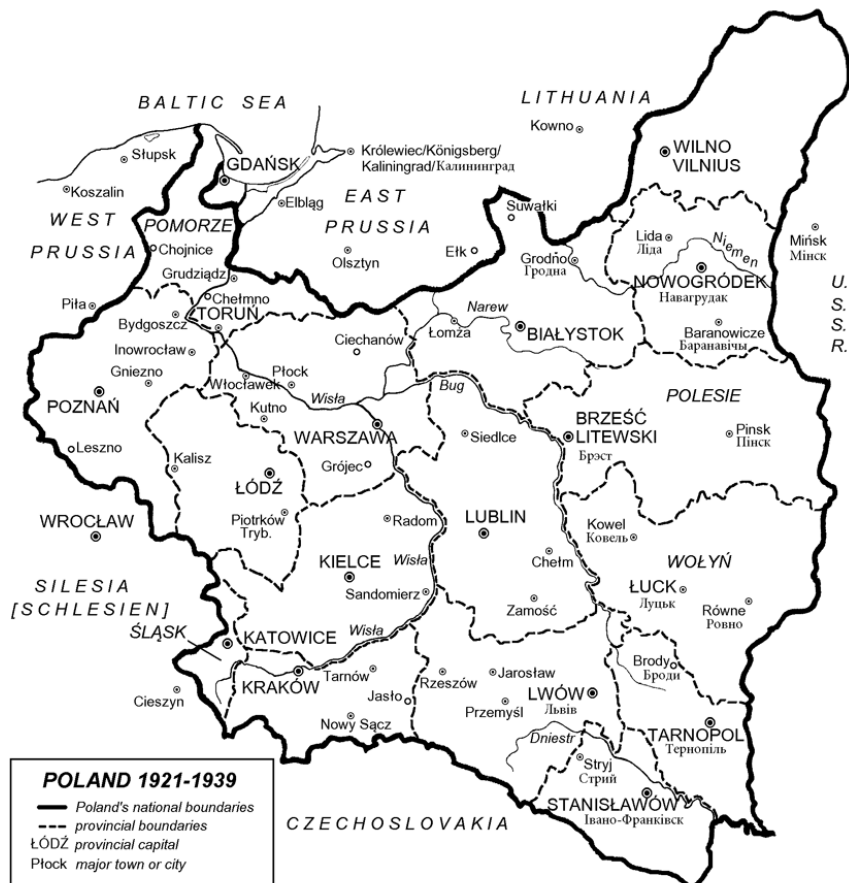 BALTIC SEA
LITHUANIA
Kowno
WILNO
VILNIUS
Słupsk
GDAŃSK
Królewiec/Königsberg/
Kaliningrad/Калининград
Koszalin
Elbląg
EAST
PRUSSIA
WEST
PRUSSIA
POMORZE
Chojnice
Suwałki
Olsztyn
Ełk
Grodno
Гродна
Lida
Ліда
Niemen
Mińsk
Мінск
NOWOGRÓDEK
Навагрудак
U.
S.
S.
R.
Grudziądz
Chełmno
TORUŃ
Piła
Bydgoszcz
Ciechanów
Łomża
Narew
BIAŁYSTOK
Baranowicze
Баранавічы
Inowrocław
Gniezno
Włocławek
Płock
Wisła
Bug
POLESIE
POZNAŃ
Kutno
WARSZAWA
Siedlce
BRZEŚĆ
LITEWSKI
Брэст
Pinsk
Пінск
Leszno
Kalisz
ŁÓDŹ
Grójec
WROCŁAW
Piotrków
Tryb.
Radom
LUBLIN
Kowel
Ковель
KIELCE
Wisła
Chełm
WOŁYŃ
SILESIA
[SCHLESIEN]
Sandomierz
Zamość
ŁUCK
Луцьк
Równe
Ровно
ŚLĄSK
KATOWICE
Wisła
KRAKÓW
Tarnów
Rzeszów
Jarosław
Brody
Броди
Cieszyn
Jasło
Przemyśl
LWÓW
Львів
Nowy Sącz
TARNOPOL
Тернопіль
Dniestr
Stryj
Стрий
STANISŁAWÓW
Івано-Франківск
CZECHOSLOVAKIA
POLAND 1921-1939
Poland's national boundaries
provincial boundaries
ŁÓDŹ provincial capital
Płock major town or city